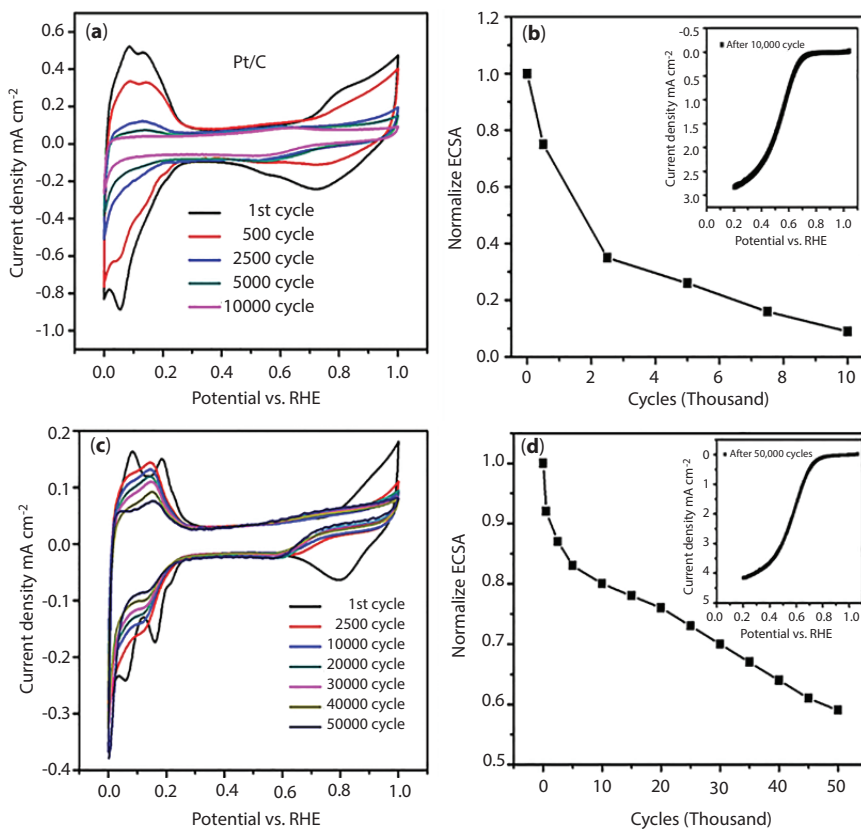 (a)
Pt/C
0.6
0.4
0.2
0.0
-0.2
-0.4
-0.6
-0.8
-1.0
Current density mA cm⁻²
1st cycle
500 cycle
2500 cycle
5000 cycle
10000 cycle
0.0 0.2 0.4 0.6 0.8 1.0
Potential vs. RHE
(b)
1.2
1.0
0.8
0.6
0.4
0.2
0.0
Normalize ECSA
0 2 4 6 8 10
Cycles (Thousand)
After 10,000 cycle
-0.5
0.0
0.5
1.0
1.5
2.0
2.5
3.0
Current density mA cm⁻²
0.0 0.2 0.4 0.6 0.8 1.0
Potential vs. RHE
(c)
0.2
0.1
0.0
-0.1
-0.2
-0.3
-0.4
Current density mA cm⁻²
1st cycle
2500 cycle
10000 cycle
20000 cycle
30000 cycle
40000 cycle
50000 cycle
0.0 0.2 0.4 0.6 0.8 1.0
Potential vs. RHE
(d)
1.0
0.9
0.8
0.7
0.6
0.5
Normalize ECSA
0 10 20 30 40 50
Cycles (Thousand)
After 50,000 cycles
0
1
2
3
4
5
Current density mA cm⁻²
0.0 0.2 0.4 0.6 0.8 1.0
Potential vs. RHE